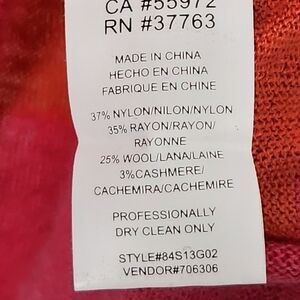 CA #55972
RN #37763
MADE IN CHINA
HECHO EN CHINA
FABRIQUE EN CHINE
37% NYLON/NILON/NYLON
35% RAYON/RAYON/
RAYONNE
25% WOOL/LANA/LAINE
3%CASHMERE/
CACHEMIRA/CACHEMIRE
PROFESSIONALLY
DRY CLEAN ONLY
STYLE#84S13G02
VENDOR#706306